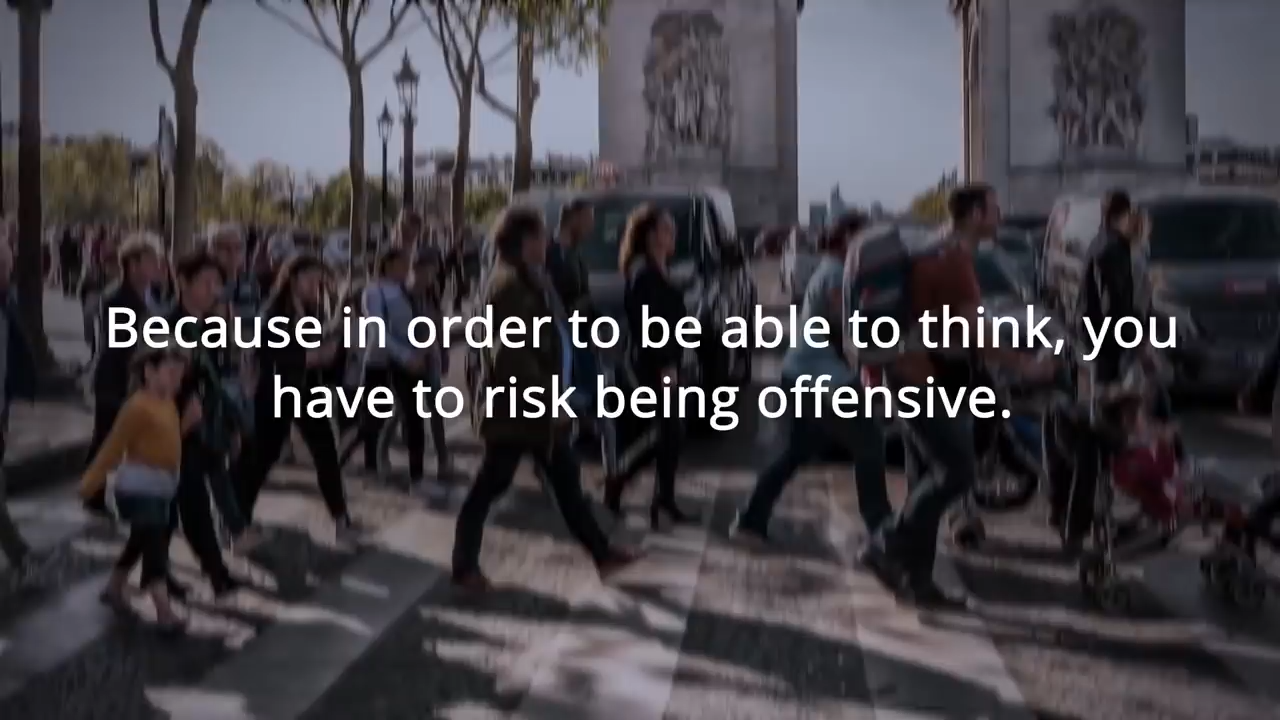 Because in order to be able to think, you
have to risk being offensive.